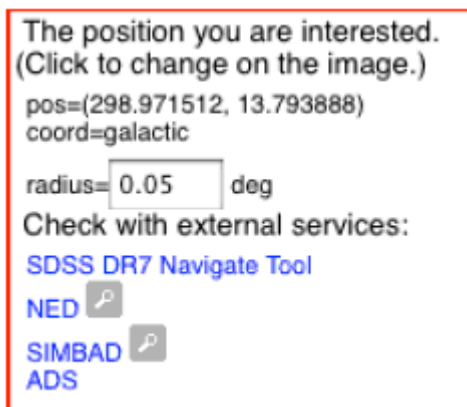 The position you are interested.
(Click to change on the image.)
pos=(298.971512, 13.793888)
coord=galactic
radius= 0.05 deg
Check with external services:
SDSS DR7 Navigate Tool
NED
SIMBAD
ADS